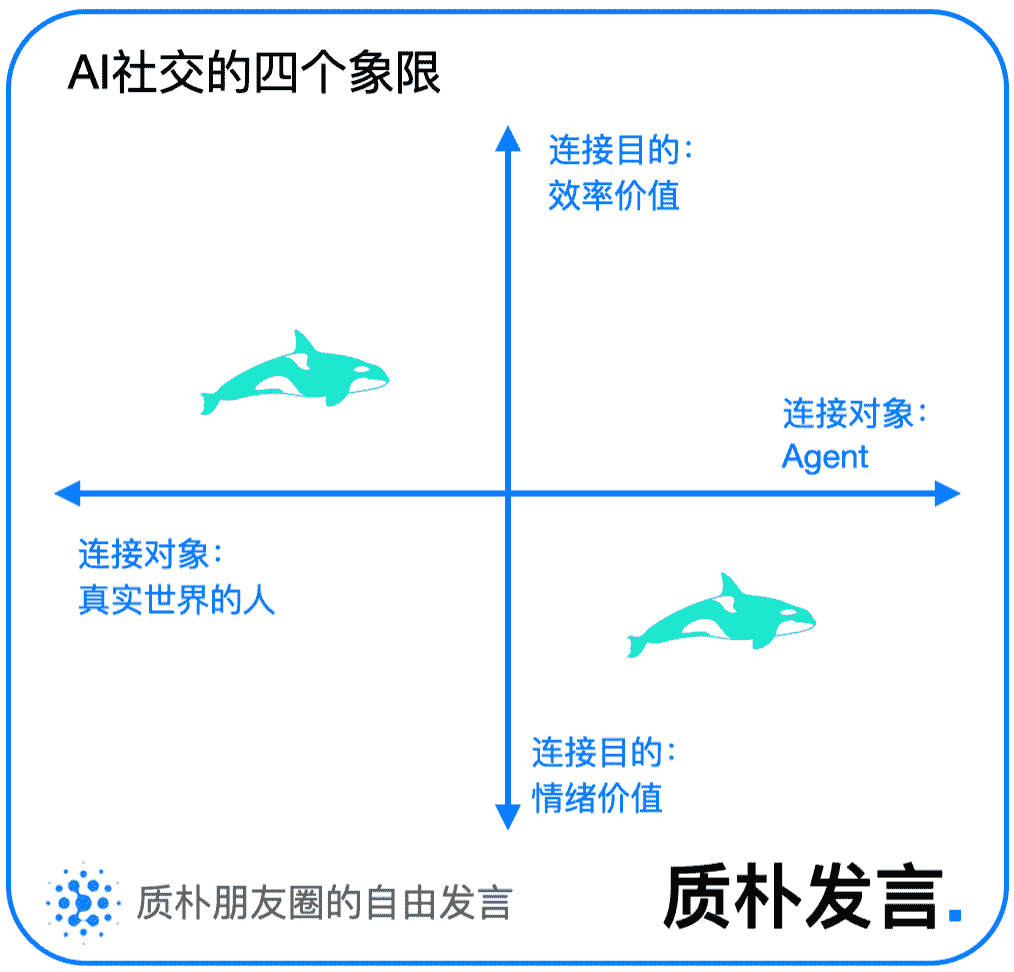 AI社交的四个象限
连接目的：
效率价值
连接对象：
Agent
连接对象：
真实世界的人
连接目的：
情绪价值
质朴朋友圈的自由发言
质朴发言.